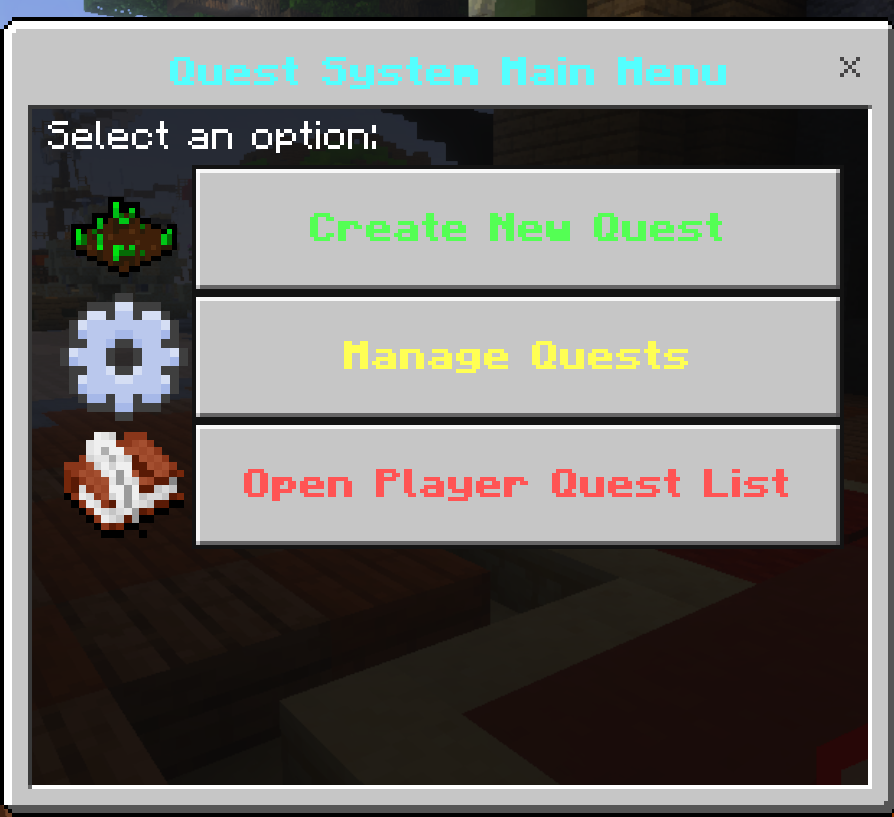 Quest System Main Menu
Select an option:
Create New Quest
Manage Quests
Open Player Quest List